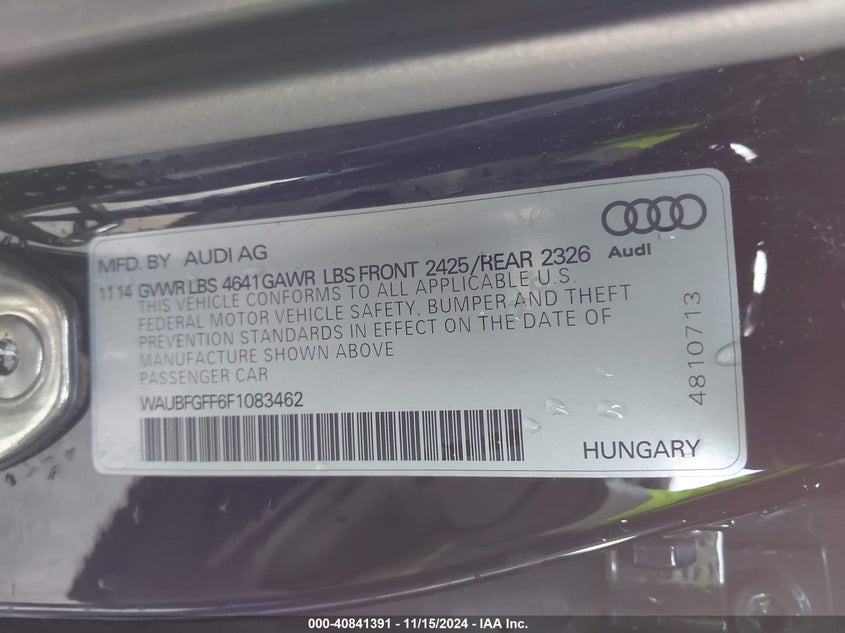 MFD. BY AUDI AG
Audi
11 14 GVWR LBS 4641 GAWR LBS FRONT 2425/REAR 2326
THIS VEHICLE CONFORMS TO ALL APPLICABLE U.S.
FEDERAL MOTOR VEHICLE SAFETY, BUMPER AND THEFT
PREVENTION STANDARDS IN EFFECT ON THE DATE OF
MANUFACTURE SHOWN ABOVE
PASSENGER CAR
WAUBFGFF6F1083462
4810713
HUNGARY
000-40841391 - 11/15/2024 - IAA Inc.